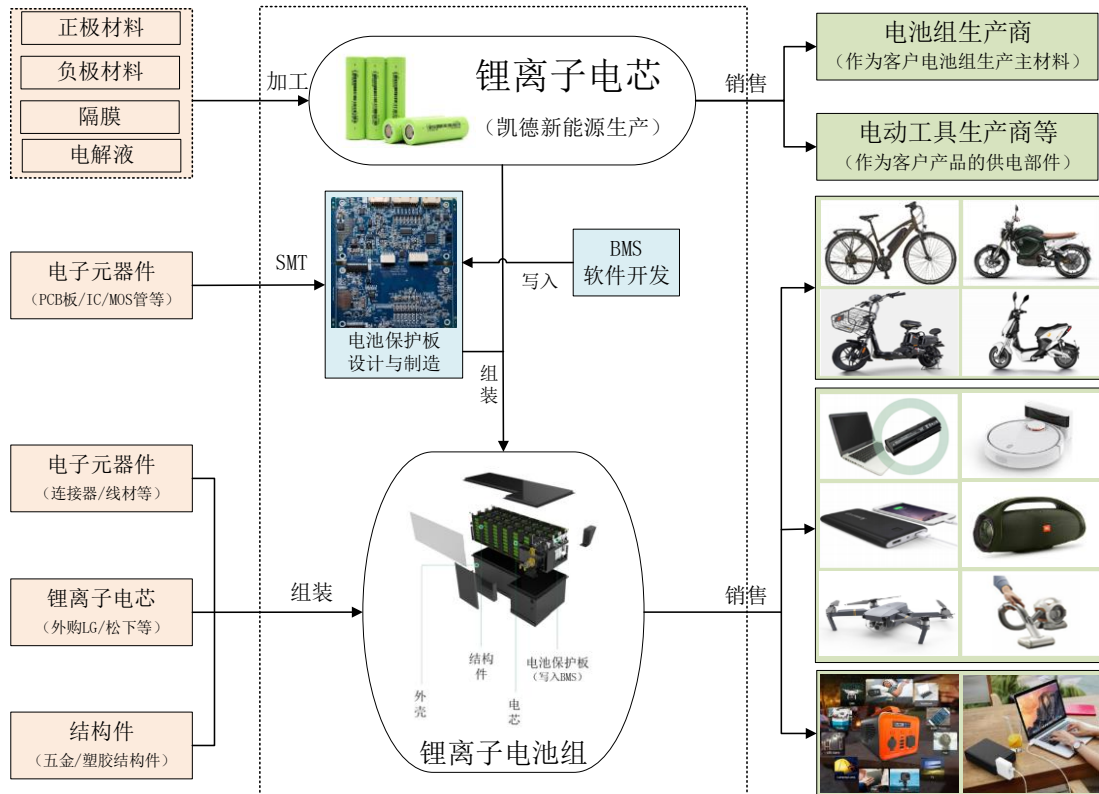 正极材料
负极材料
隔膜
电解液
加工
锂离子电芯
（凯德新能源生产）
销售
电池组生产商
（作为客户电池组生产主材料）
电动工具生产商等
（作为客户产品的供电部件）
电子元器件
（PCB板/IC/MOS管等）
SMT
电池保护板
设计与制造
写入
BMS
软件开发
组
装
电子元器件
（连接器/线材等）
锂离子电芯
（外购LG/松下等）
结构件
（五金/塑胶结构件）
组装
外
壳
结构
件
电
芯
电池保护板
（写入BMS）
锂离子电池组
销售
JBL